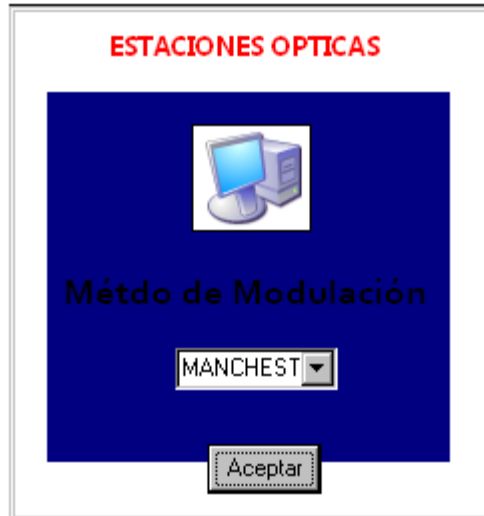 ESTACIONES OPTICAS
Métdo de Modulación
MANCHEST
Aceptar